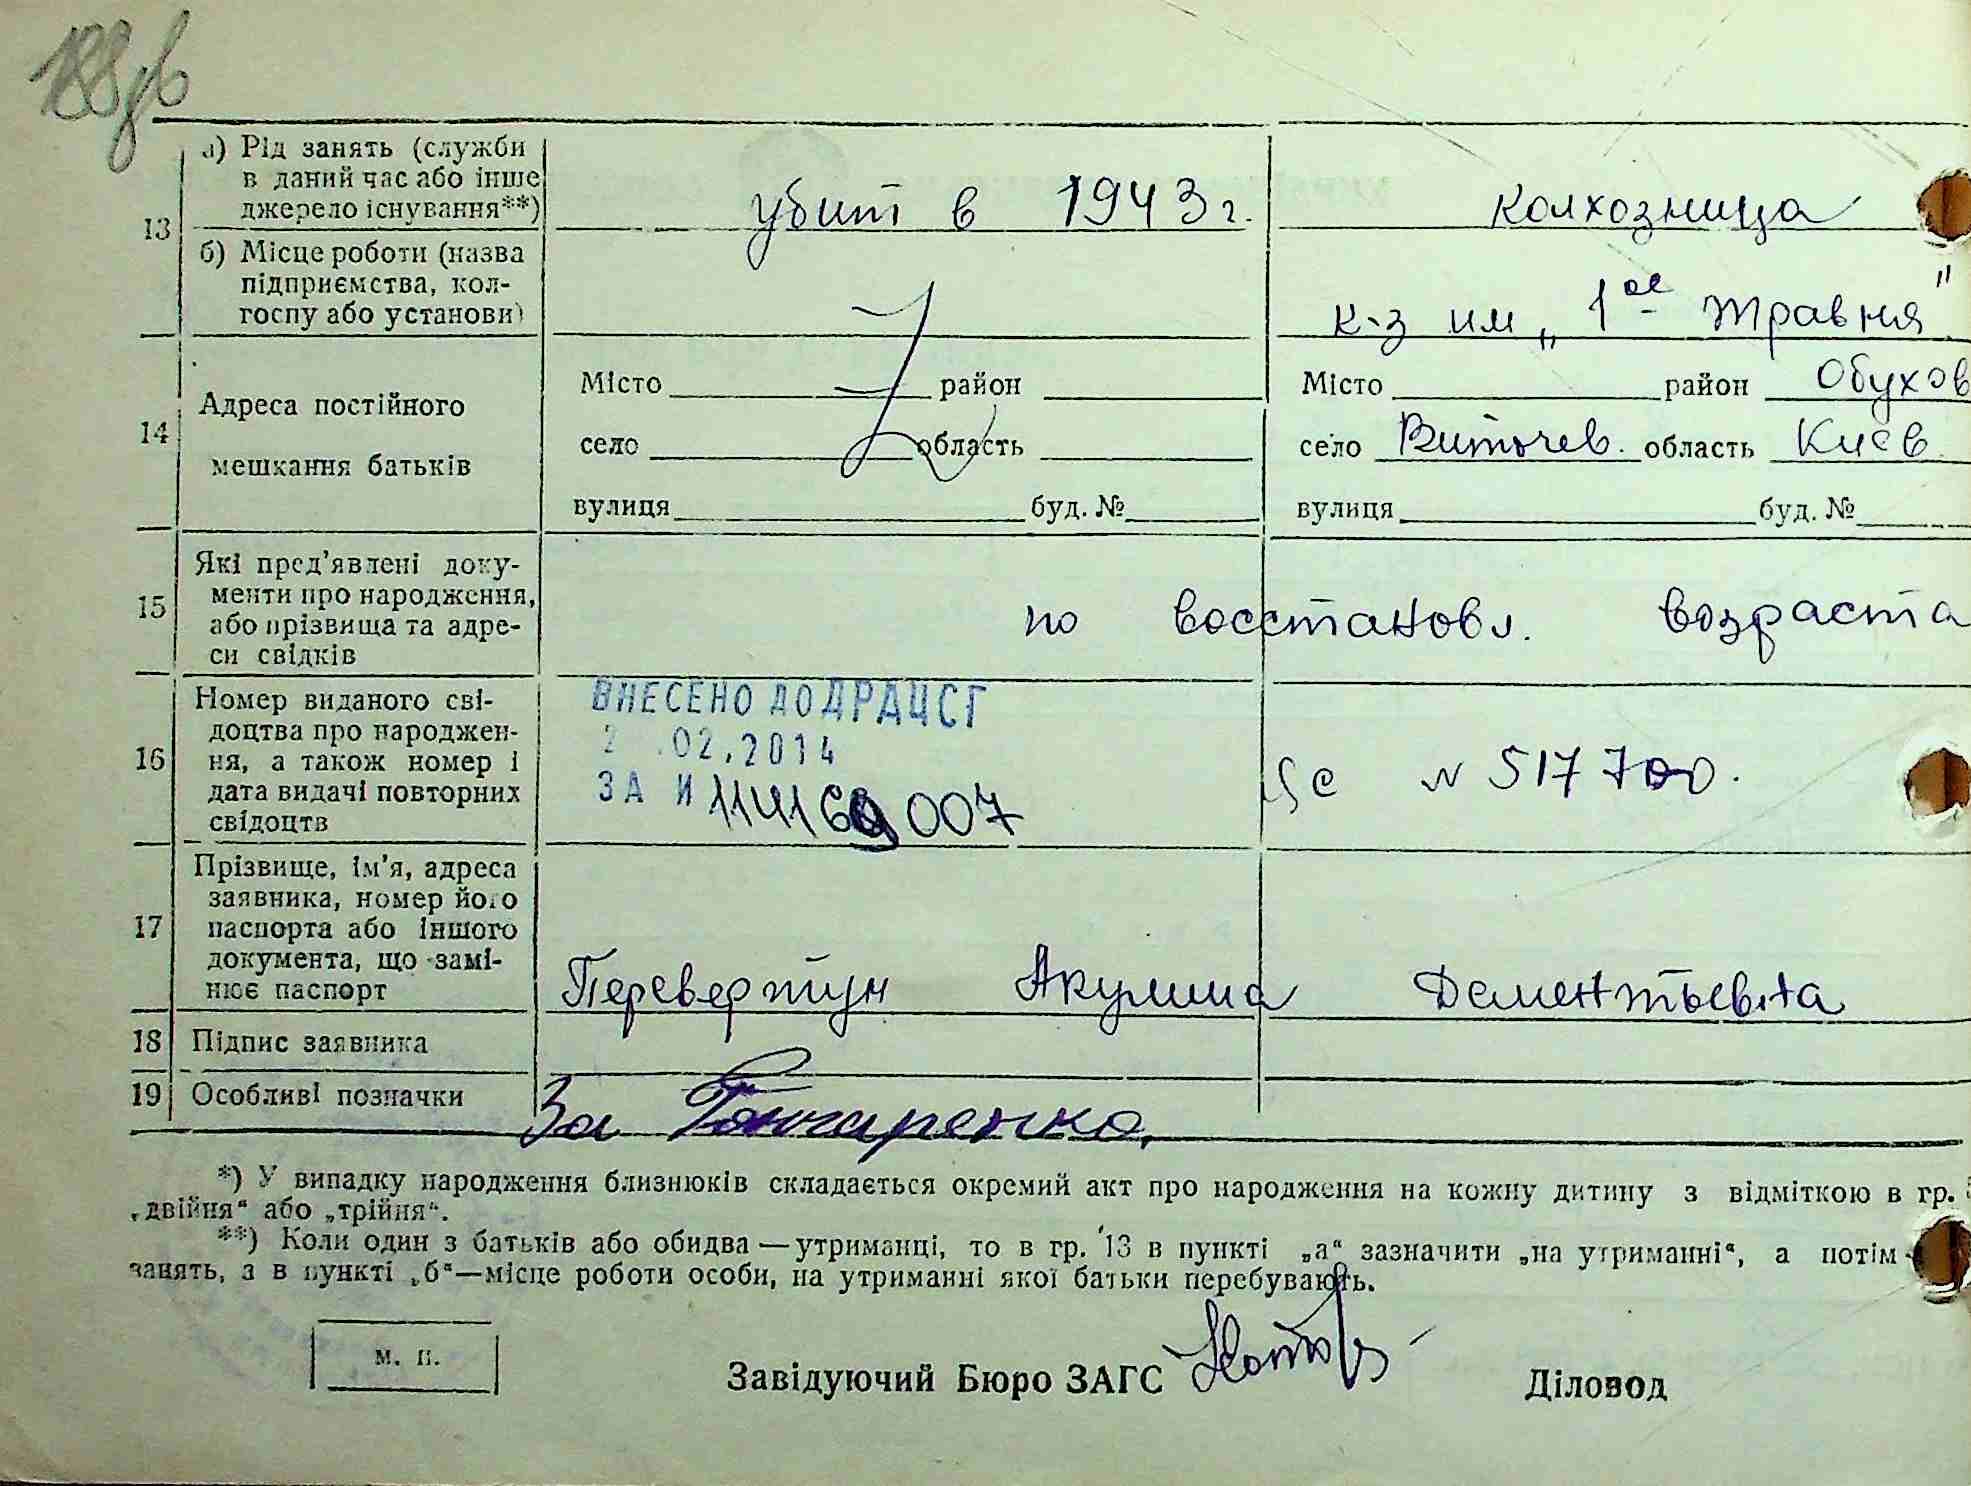 188
13 а) Рід занять (служби в даний час або інше джерело існування**)
убит в 1943 г.
колхозница
б) Місце роботи (назва підприємства, колгоспу або установи)
к-з им „1ое Травня"
14 Адреса постійного мешкання батьків
Місто район
село область
вулиця буд. №
Місто район Обухов
село Витачев. область Киев
вулиця буд. №
15 Які пред'явлені документи про народження, або прізвища та адреси свідків
по восстановл. возраста
16 Номер виданого свідоцтва про народження, а також номер і дата видачі повторних свідоцтв
ВНЕСЕНО ДО ДРАЦСГ
2 .02.2014
ЗА И
007
N 517700.
17 Прізвище, ім'я, адреса заявника, номер його паспорта або іншого документа, що замінює паспорт
Перевертун Акулина Дементьевна
18 Підпис заявника
19 Особливі позначки
За Гончаренко,
*) У випадку народження близнюків складається окремий акт про народження на кожну дитину з відміткою в гр.
„двійня" або „трійня".
**) Коли один з батьків або обидва — утриманці, то в гр. 13 в пункті „а" зазначити „на утриманні", а потім
занять, а в пункті „б"—місце роботи особи, на утриманні якої батьки перебувають.
м. п.
Завідуючий Бюро ЗАГС
Діловод